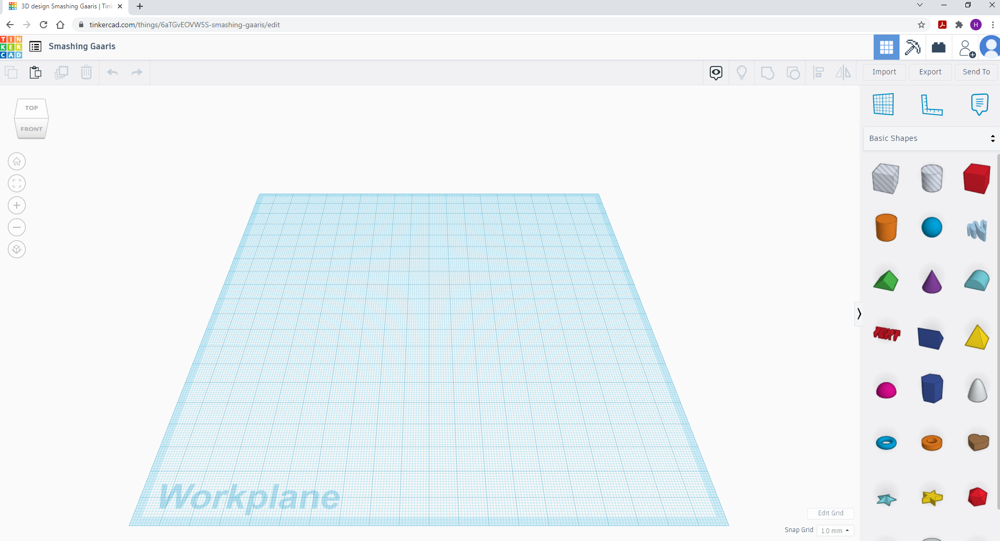 3D design Smashing Gaaris | Tin
tinkercad.com/things/6aTGvEOVW5S-smashing-gaaris/edit
H
TIN
KER
CAD
Smashing Gaaris
Import
Export
Send To
TOP
FRONT
Basic Shapes
TEXT
Workplane
Edit Grid
Snap Grid
1.0 mm